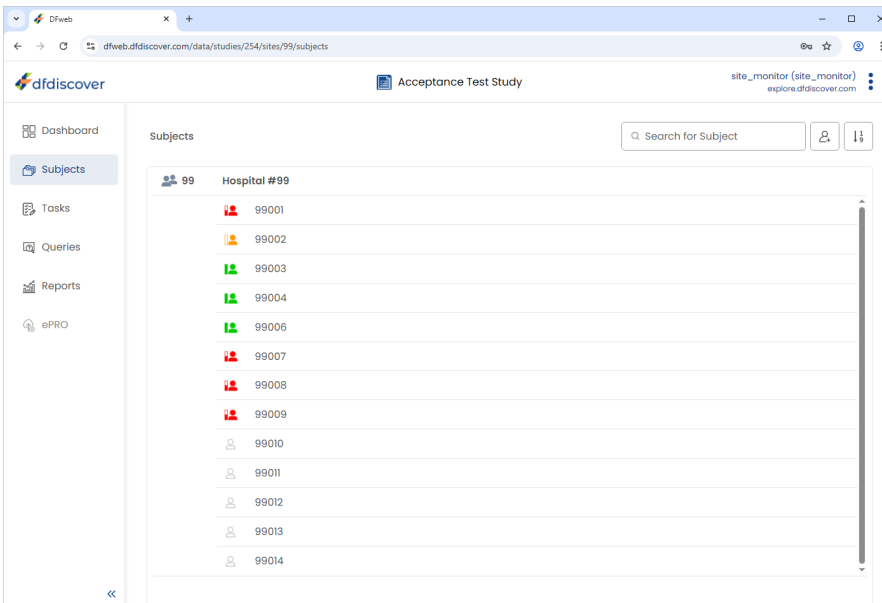 DFweb
dfweb.dfdiscover.com/data/studies/254/sites/99/subjects
dfdiscover
Acceptance Test Study
site_monitor (site_monitor)
explore.dfdiscover.com
Dashboard
Subjects
Tasks
Queries
Reports
ePRO
Subjects
Search for Subject
1
9
99 Hospital #99
99001
99002
99003
99004
99006
99007
99008
99009
99010
99011
99012
99013
99014